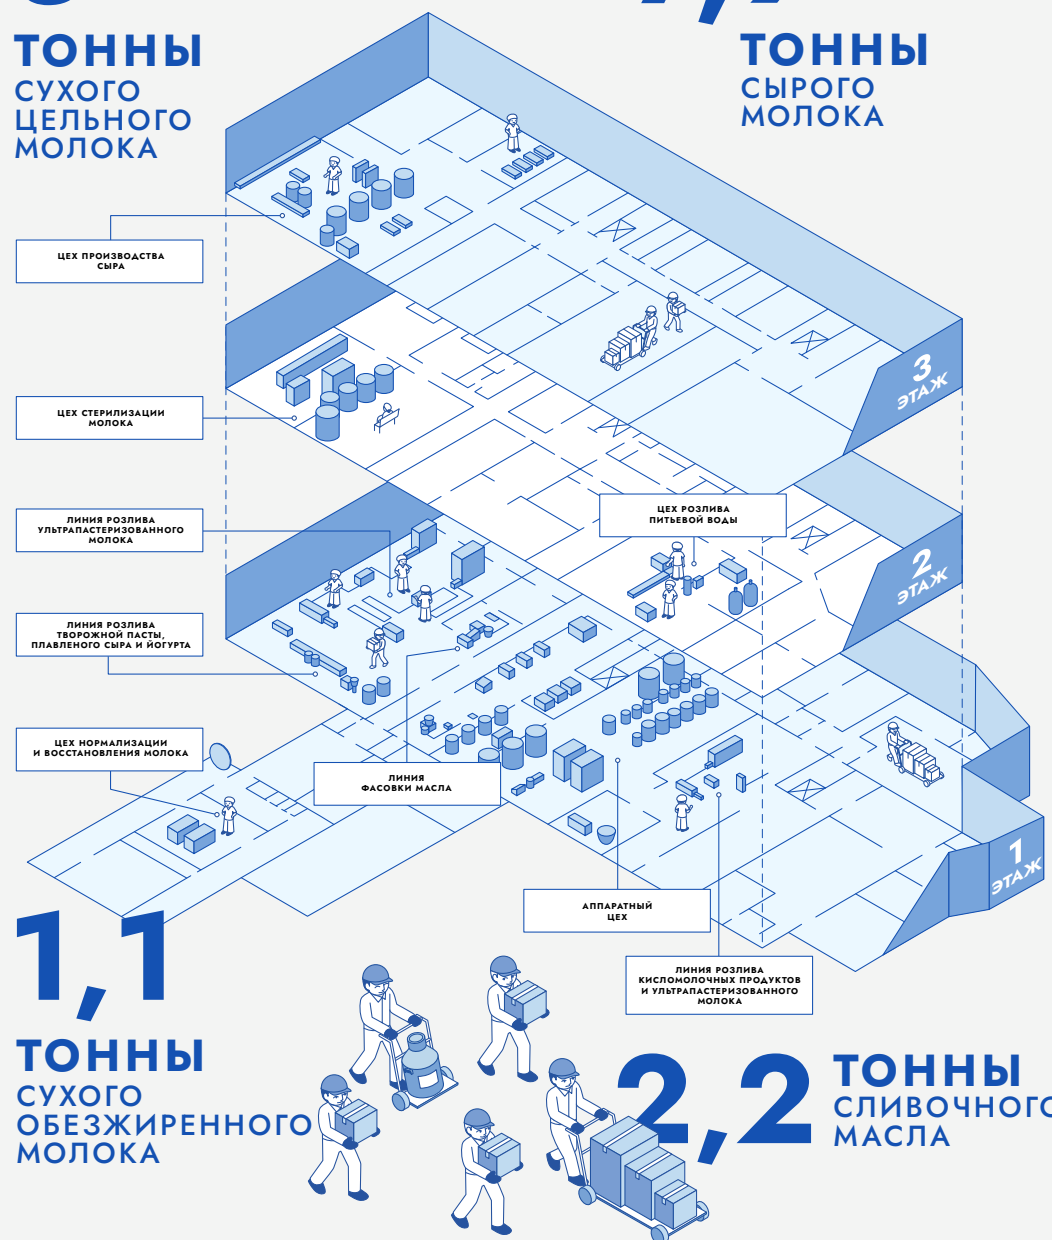 ТОННЫ
СУХОГО
ЦЕЛЬНОГО
МОЛОКА
ТОННЫ
СЫРОГО
МОЛОКА
ЦЕХ ПРОИЗВОДСТВА
СЫРА
3
ЭТАЖ
ЦЕХ СТЕРИЛИЗАЦИИ
МОЛОКА
ЛИНИЯ РОЗЛИВА
УЛЬТРАПАСТЕРИЗОВАННОГО
МОЛОКА
ЦЕХ РОЗЛИВА
ПИТЬЕВОЙ ВОДЫ
2
ЭТАЖ
ЛИНИЯ РОЗЛИВА
ТВОРОЖНОЙ ПАСТЫ,
ПЛАВЛЕНОГО СЫРА И ЙОГУРТА
ЦЕХ НОРМАЛИЗАЦИИ
И ВОССТАНОВЛЕНИЯ МОЛОКА
ЛИНИЯ
ФАСОВКИ МАСЛА
1
ЭТАЖ
АППАРАТНЫЙ
ЦЕХ
ЛИНИЯ РОЗЛИВА
КИСЛОМОЛОЧНЫХ ПРОДУКТОВ
И УЛЬТРАПАСТЕРИЗОВАННОГО
МОЛОКА
1,1
ТОННЫ
СУХОГО
ОБЕЗЖИРЕННОГО
МОЛОКА
2,2
ТОННЫ
СЛИВОЧНОГО
МАСЛА